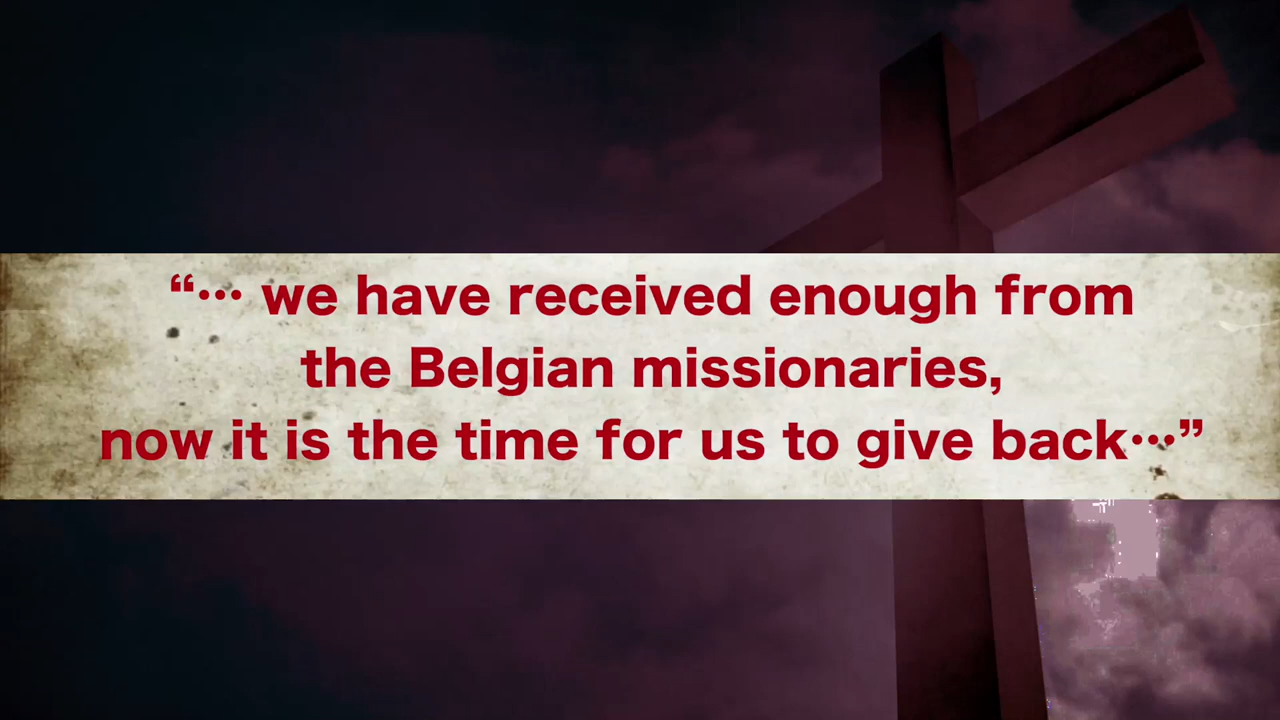 “… we have received enough from
the Belgian missionaries,
now it is the time for us to give back…”